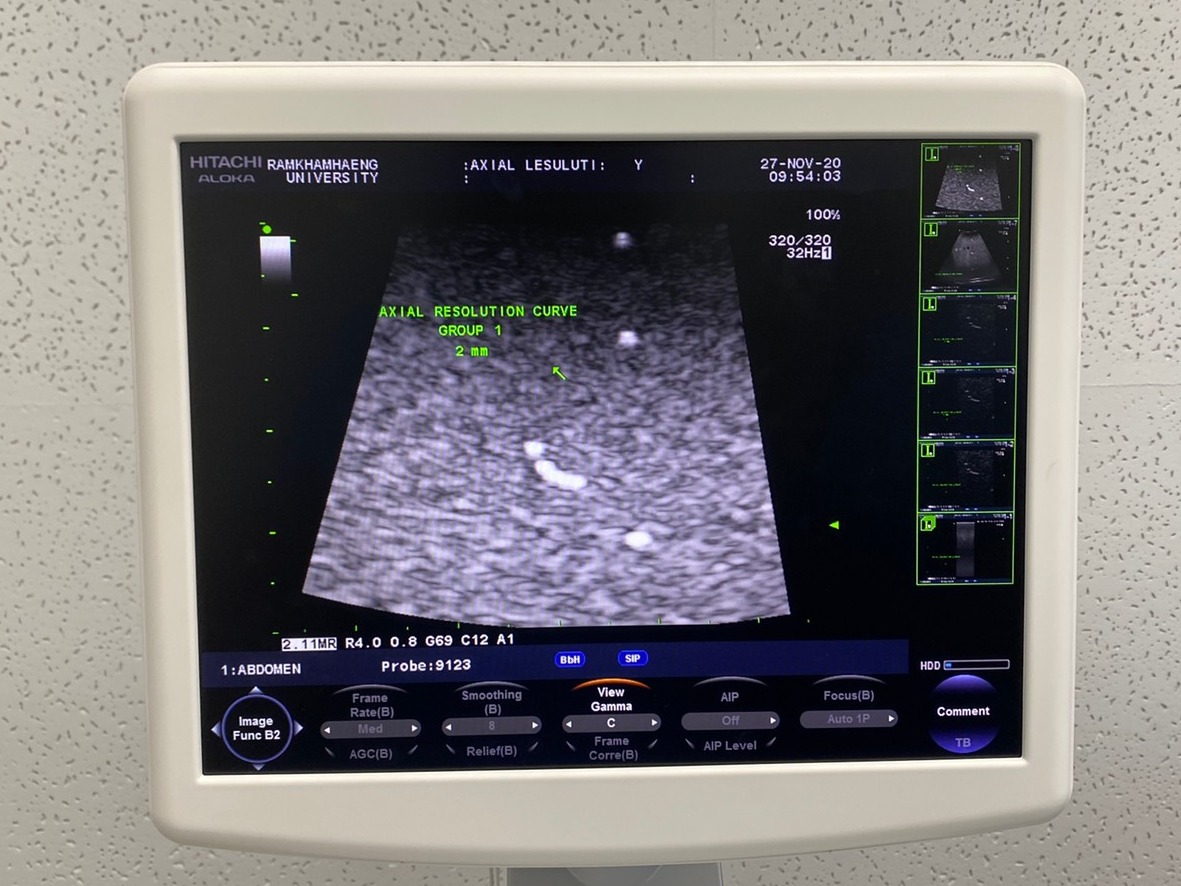 HITACHI
ALOKA
RAMKHAMHAENG
UNIVERSITY
:AXIAL LESULUTI: Y
: :
27-NOV-20
09:54:03
100%
320/320
32Hz1
AXIAL RESOLUTION CURVE
GROUP 1
2 mm
2.11MR R4.0 0.8 G69 C12 A1
1:ABDOMEN
Probe:9123
BbH
SIP
HDD
Image
Func B2
Frame
Rate(B)
Med
AGC(B)
Smoothing
(B)
8
Relief(B)
View
Gamma
C
Frame
Corre(B)
AIP
Off
AIP Level
Focus(B)
Auto 1P
Comment
TB